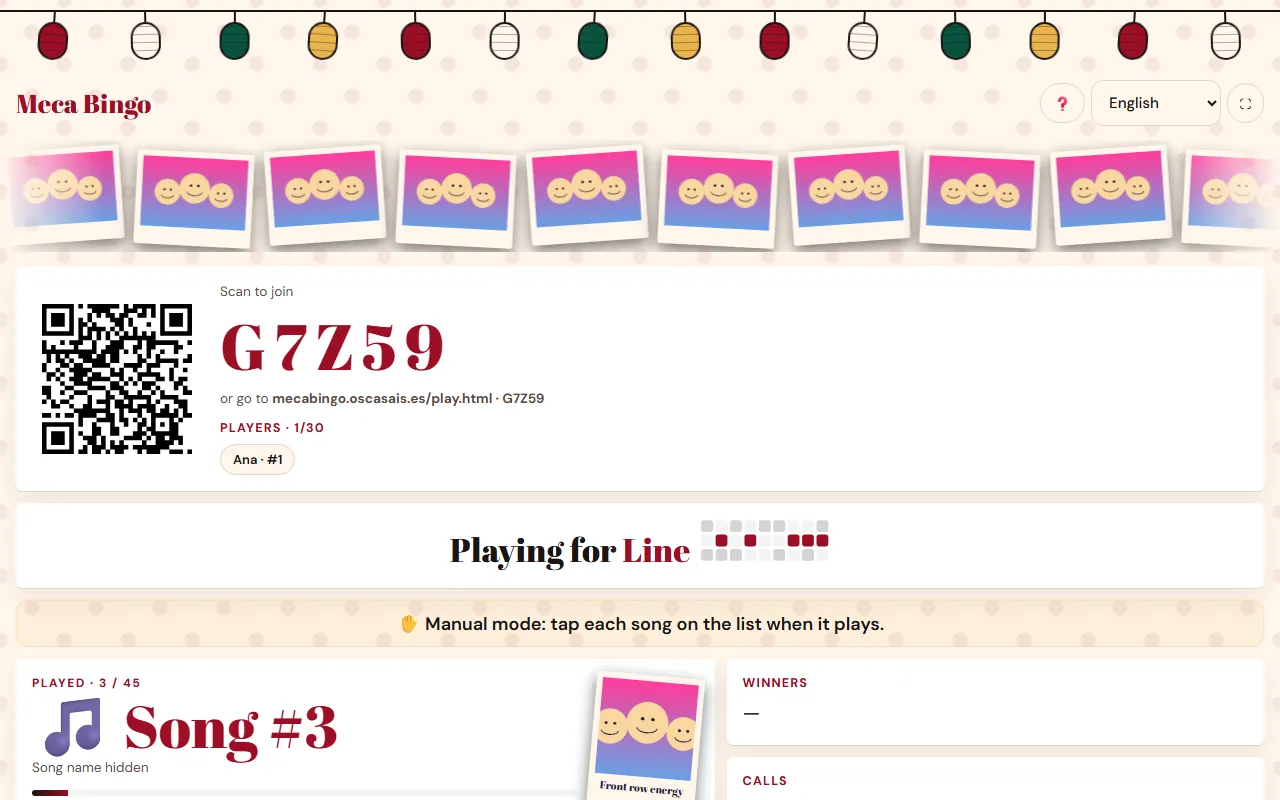 Meca Bingo
❓
English
Scan to join
G7Z59
or go to mecabingo.oscasais.es/play.html · G7Z59
PLAYERS · 1/30
Ana · #1
Playing for Line
✋ Manual mode: tap each song on the list when it plays.
PLAYED · 3 / 45
🎵 Song #3
Song name hidden
Front row energy
WINNERS
—
CALLS